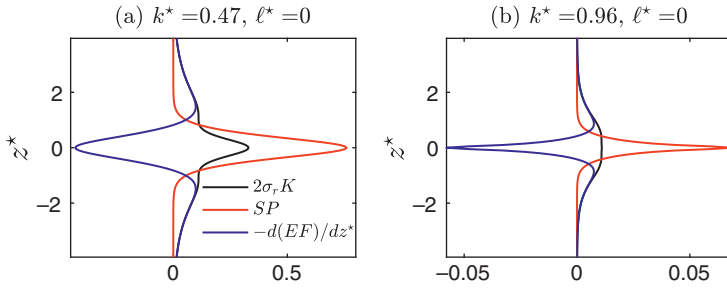 (a) k⋆ =0.47, ℓ⋆ =0
(b) k⋆ =0.96, ℓ⋆ =0
z⋆
2
0
−2
2σ_r K
SP
−d(EF)/dz⋆
0
0.5
z⋆
2
0
−2
−0.05
0
0.05